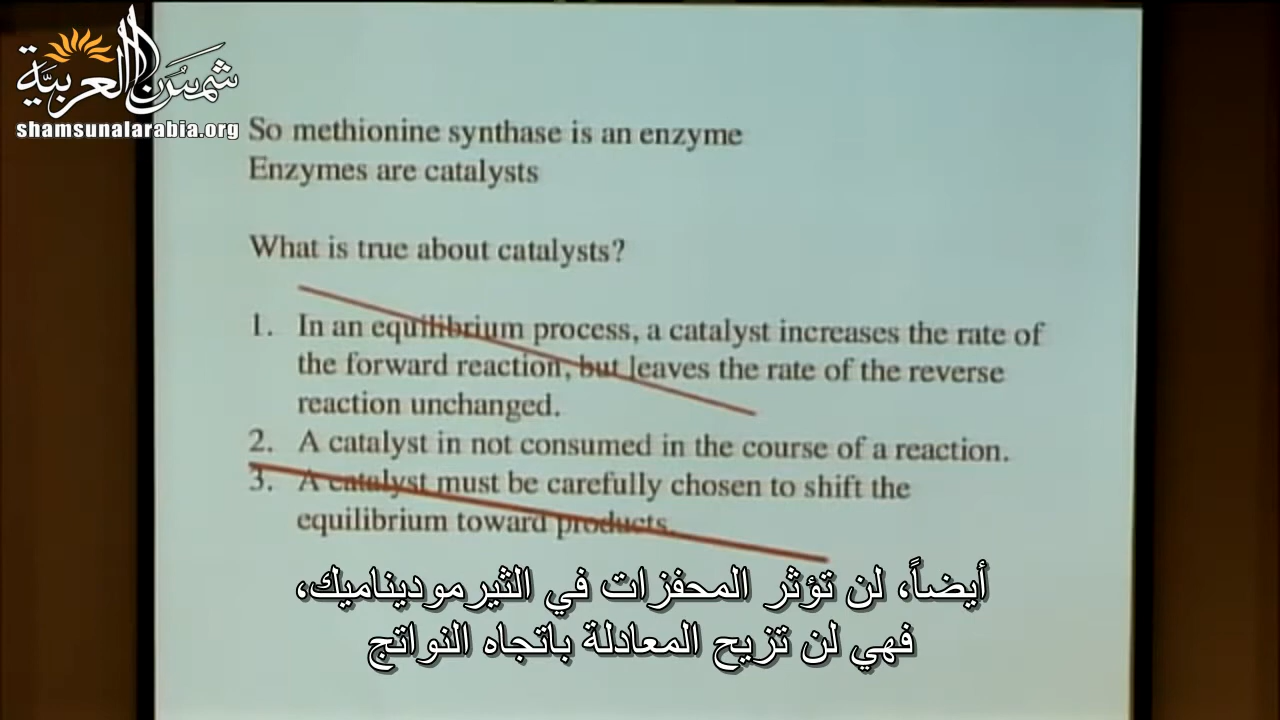 شمس العربية
shamsunalarabia.org
So methionine synthase is an enzyme
Enzymes are catalysts
What is true about catalysts?
1. In an equilibrium process, a catalyst increases the rate of
the forward reaction, but leaves the rate of the reverse
reaction unchanged.
2. A catalyst in not consumed in the course of a reaction.
3. A catalyst must be carefully chosen to shift the
equilibrium toward products.
أيضاً، لن تؤثر المحفزات في الثيرموديناميك،
فهي لن تزيح المعادلة باتجاه النواتج